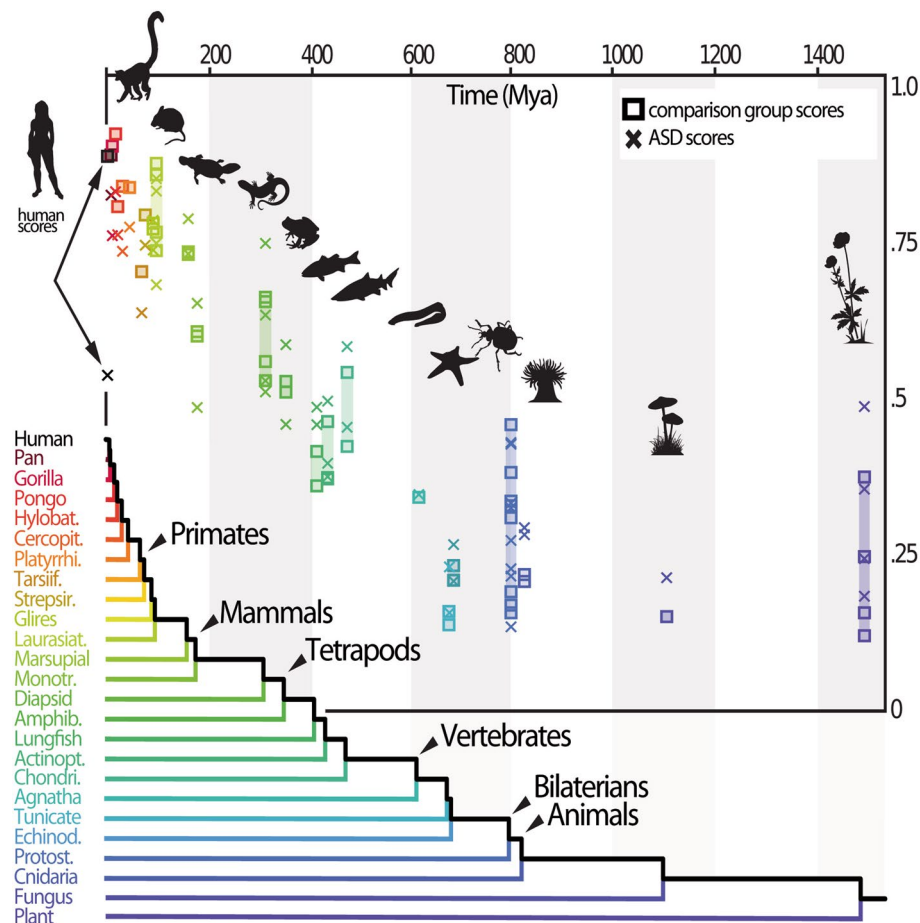 200 400 600 800 1000 1200 1400
Time (Mya)
1.0
comparison group scores
ASD scores
human
scores
.75
.5
.25
0
Human
Pan
Gorilla
Pongo
Hylobat.
Cercopit.
Platyrrhi.
Tarsiif.
Strepsir.
Glires
Laurasiat.
Marsupial
Monotr.
Diapsid
Amphib.
Lungfish
Actinopt.
Chondri.
Agnatha
Tunicate
Echinod.
Protost.
Cnidaria
Fungus
Plant
Primates
Mammals
Tetrapods
Vertebrates
Bilaterians
Animals